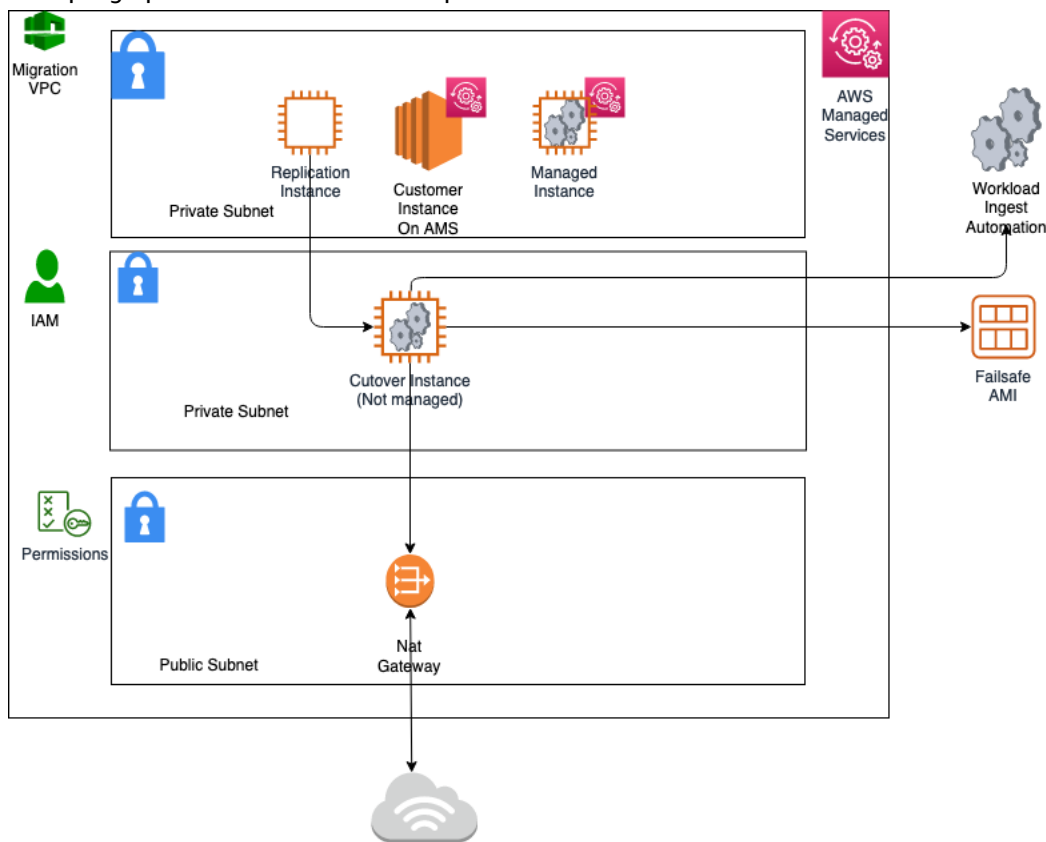 Migration
VPC
AWS
Managed
Services
Replication
Instance
Customer
Instance
On AMS
Managed
Instance
Private Subnet
Workload
Ingest
Automation
IAM
Cutover Instance
(Not managed)
Private Subnet
Failsafe
AMI
Permissions
Nat
Gateway
Public Subnet